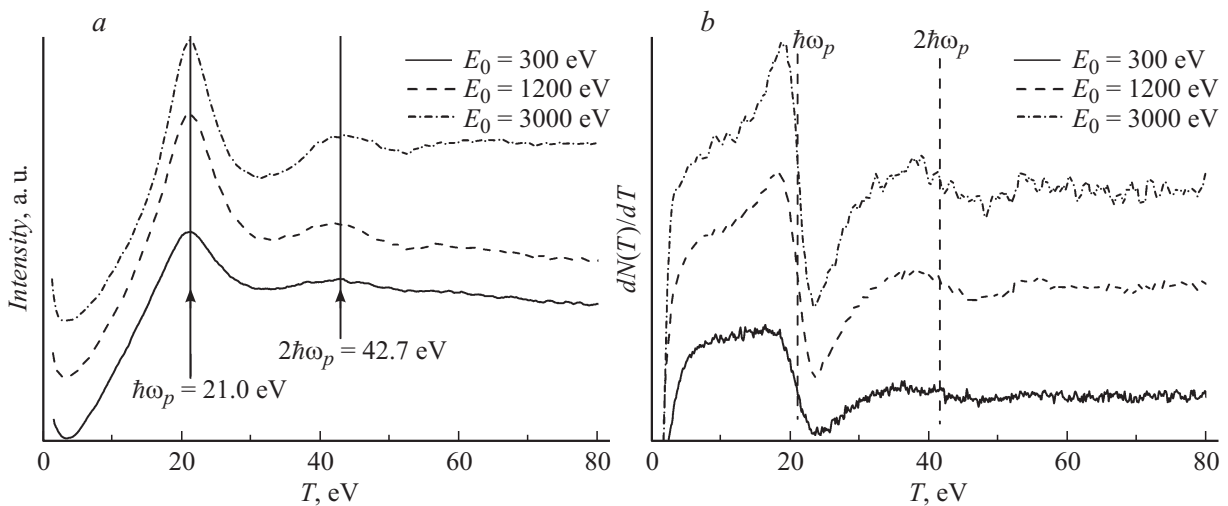 a
Intensity, a. u.
E₀ = 300 eV
E₀ = 1200 eV
E₀ = 3000 eV
2ħωₚ = 42.7 eV
ħωₚ = 21.0 eV
0 20 40 60 80
T, eV
b
dN(T)/dT
ħωₚ
2ħωₚ
E₀ = 300 eV
E₀ = 1200 eV
E₀ = 3000 eV
0 20 40 60 80
T, eV